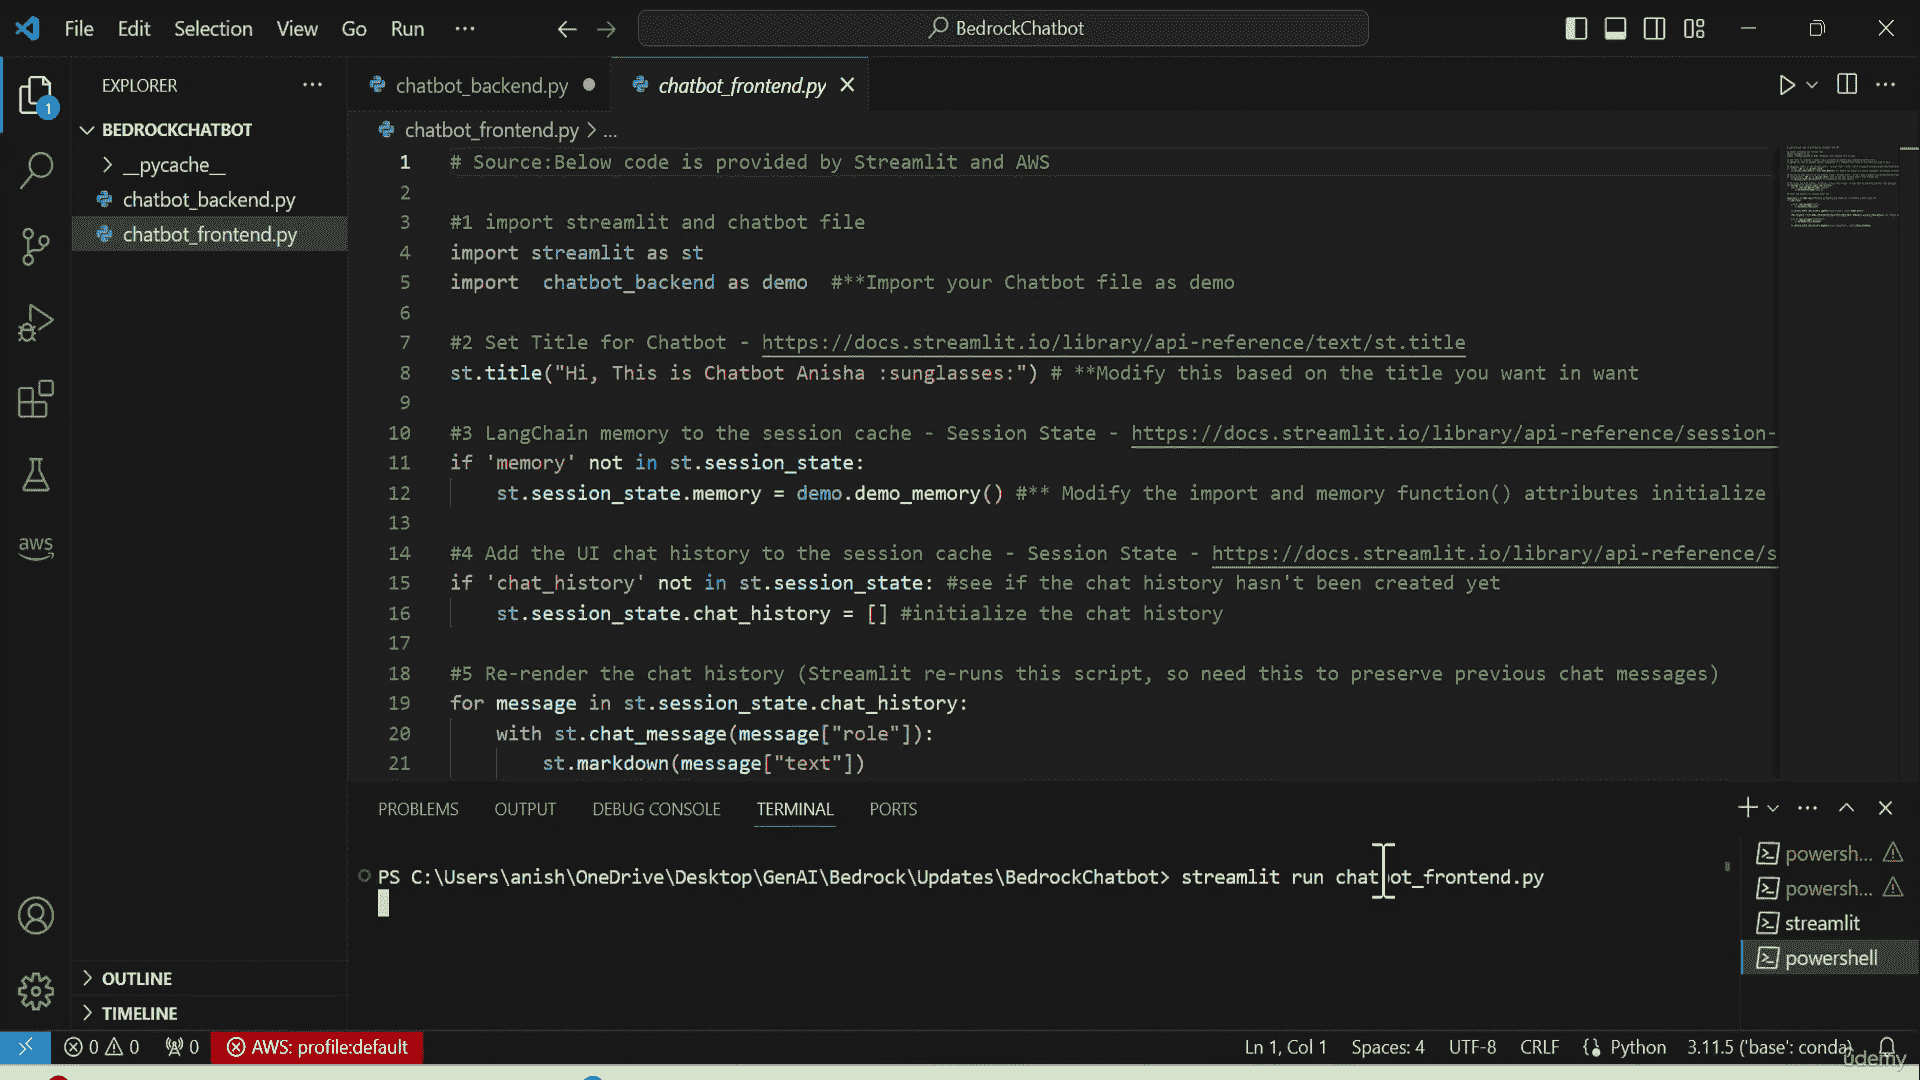 File Edit Selection View Go Run ··· BedrockChatbot
EXPLORER ···
1
BEDROCKCHATBOT
__pycache__
chatbot_backend.py
chatbot_frontend.py
aws
OUTLINE
TIMELINE
chatbot_backend.py chatbot_frontend.py
chatbot_frontend.py > ...
1 # Source:Below code is provided by Streamlit and AWS
2
3 #1 import streamlit and chatbot file
4 import streamlit as st
5 import  chatbot_backend as demo  #**Import your Chatbot file as demo
6
7 #2 Set Title for Chatbot - https://docs.streamlit.io/library/api-reference/text/st.title
8 st.title("Hi, This is Chatbot Anisha :sunglasses:") # **Modify this based on the title you want in want
9
10 #3 LangChain memory to the session cache - Session State - https://docs.streamlit.io/library/api-reference/session-
11 if 'memory' not in st.session_state:
12     st.session_state.memory = demo.demo_memory() #** Modify the import and memory function() attributes initialize
13
14 #4 Add the UI chat history to the session cache - Session State - https://docs.streamlit.io/library/api-reference/s
15 if 'chat_history' not in st.session_state: #see if the chat history hasn't been created yet
16     st.session_state.chat_history = [] #initialize the chat history
17
18 #5 Re-render the chat history (Streamlit re-runs this script, so need this to preserve previous chat messages)
19 for message in st.session_state.chat_history:
20     with st.chat_message(message["role"]):
21         st.markdown(message["text"])
PROBLEMS OUTPUT DEBUG CONSOLE TERMINAL PORTS
PS C:\Users\anish\OneDrive\Desktop\GenAI\Bedrock\Updates\BedrockChatbot> streamlit run chatbot_frontend.py
powersh...
powersh...
streamlit
powershell
0 0 0 AWS: profile:default Ln 1, Col 1 Spaces: 4 UTF-8 CRLF Python 3.11.5 ('base': conda)
udemy